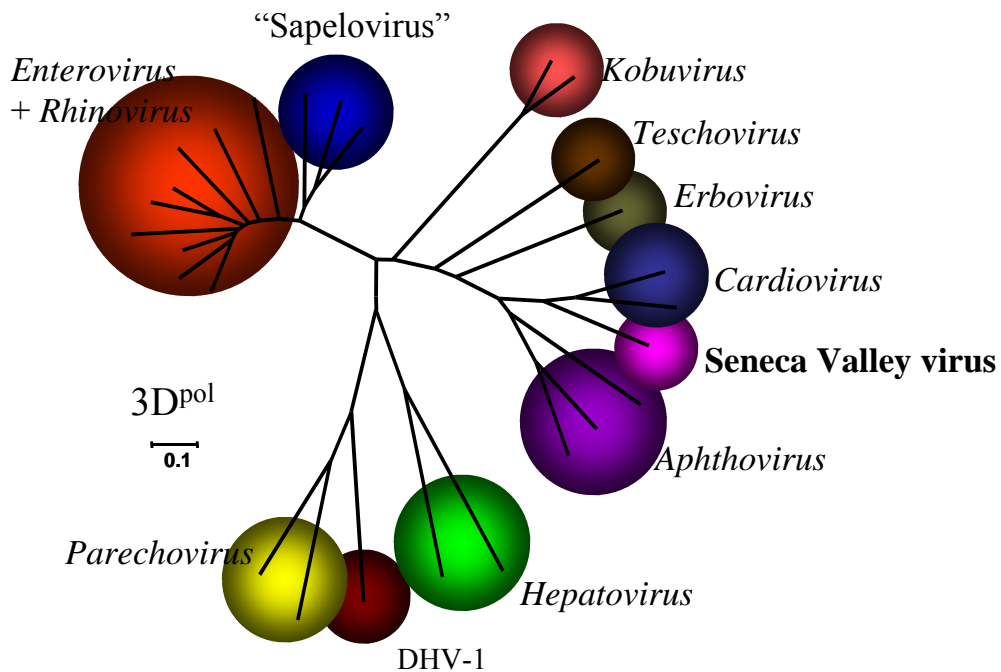 “Sapelovirus”
Enterovirus
+ Rhinovirus
Kobuvirus
Teschovirus
Erbovirus
Cardiovirus
Seneca Valley virus
3Dpol
0.1
Aphthovirus
Parechovirus
Hepatovirus
DHV-1